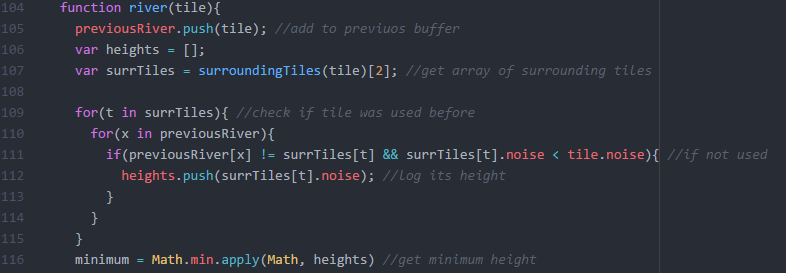 104 function river(tile){
105 previousRiver.push(tile); //add to previuos buffer
106 var heights = [];
107 var surrTiles = surroundingTiles(tile)[2]; //get array of surrounding tiles
108
109 for(t in surrTiles){ //check if tile was used before
110 for(x in previousRiver){
111 if(previousRiver[x] != surrTiles[t] && surrTiles[t].noise < tile.noise){ //if not used
112 heights.push(surrTiles[t].noise); //log its height
113 }
114 }
115 }
116 minimum = Math.min.apply(Math, heights) //get minimum height